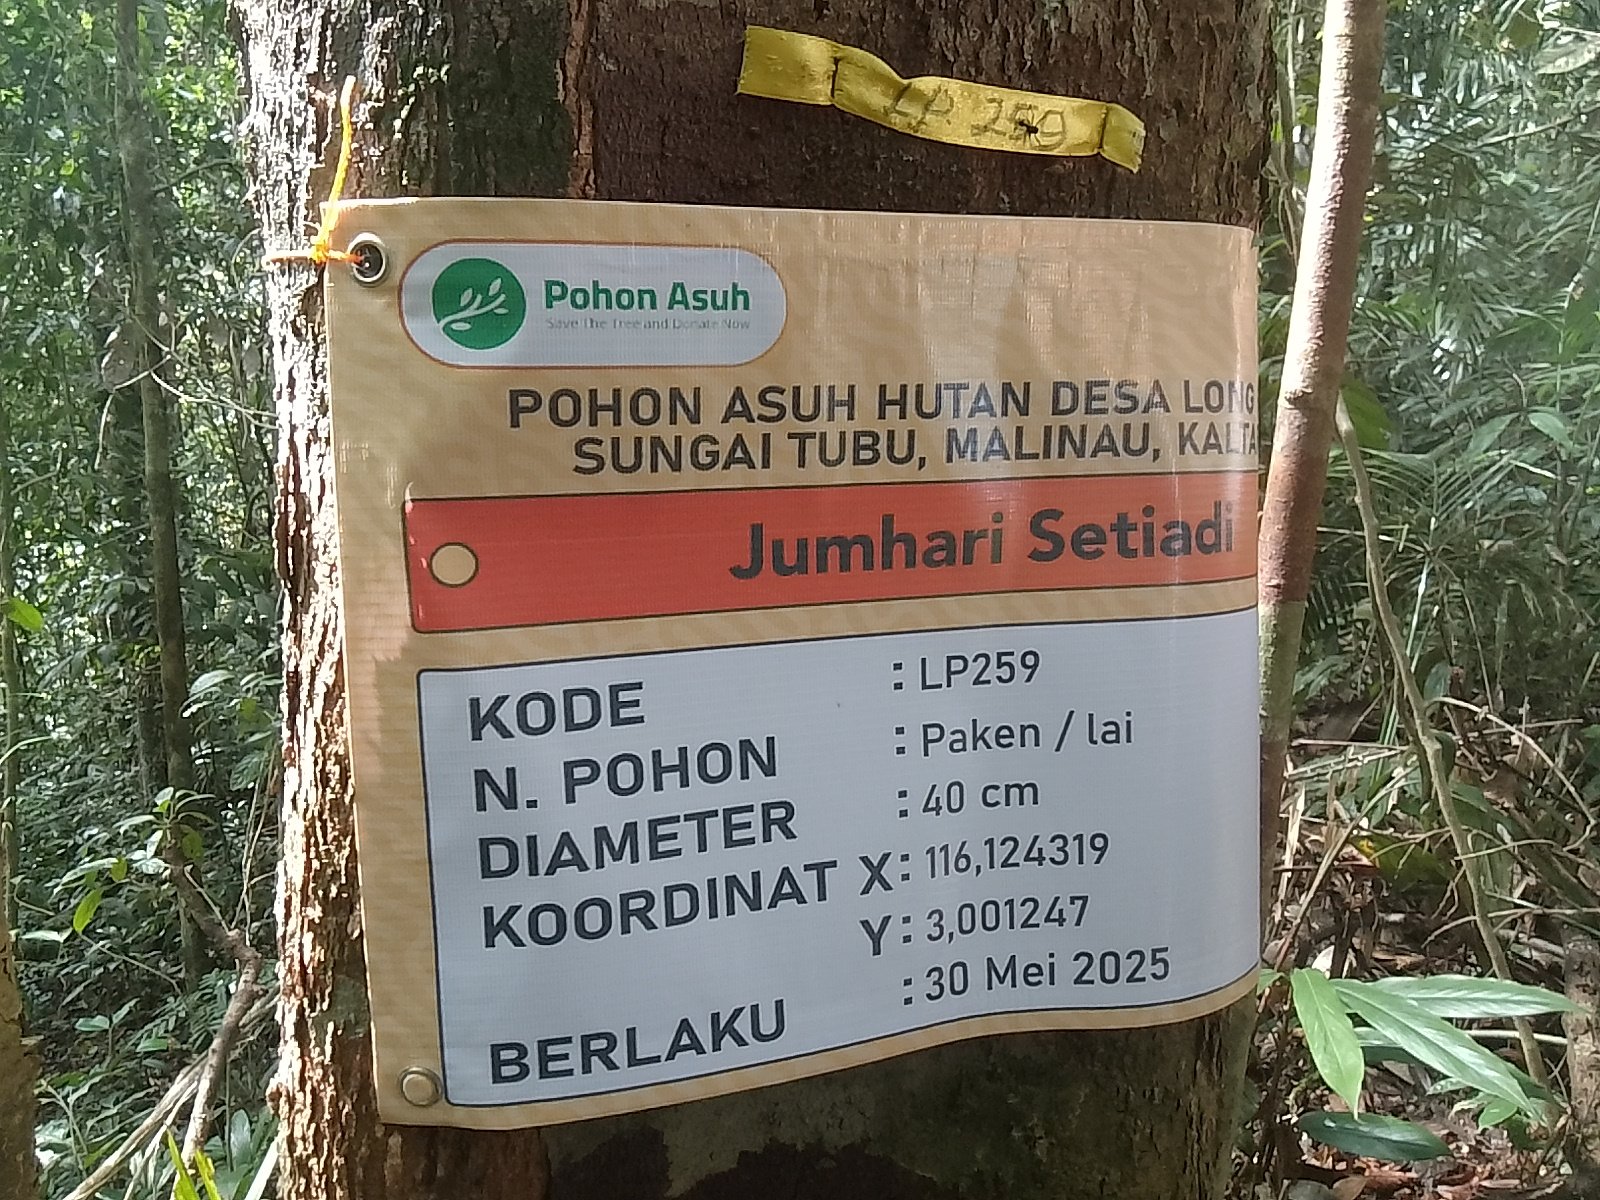 Pohon Asuh
Save The Tree and Donate Now
POHON ASUH HUTAN DESA LONG
SUNGAI TUBU, MALINAU, KALTA
Jumhari Setiadi
KODE : LP259
N. POHON : Paken / lai
DIAMETER : 40 cm
KOORDINAT X : 116,124319
Y : 3,001247
BERLAKU : 30 Mei 2025